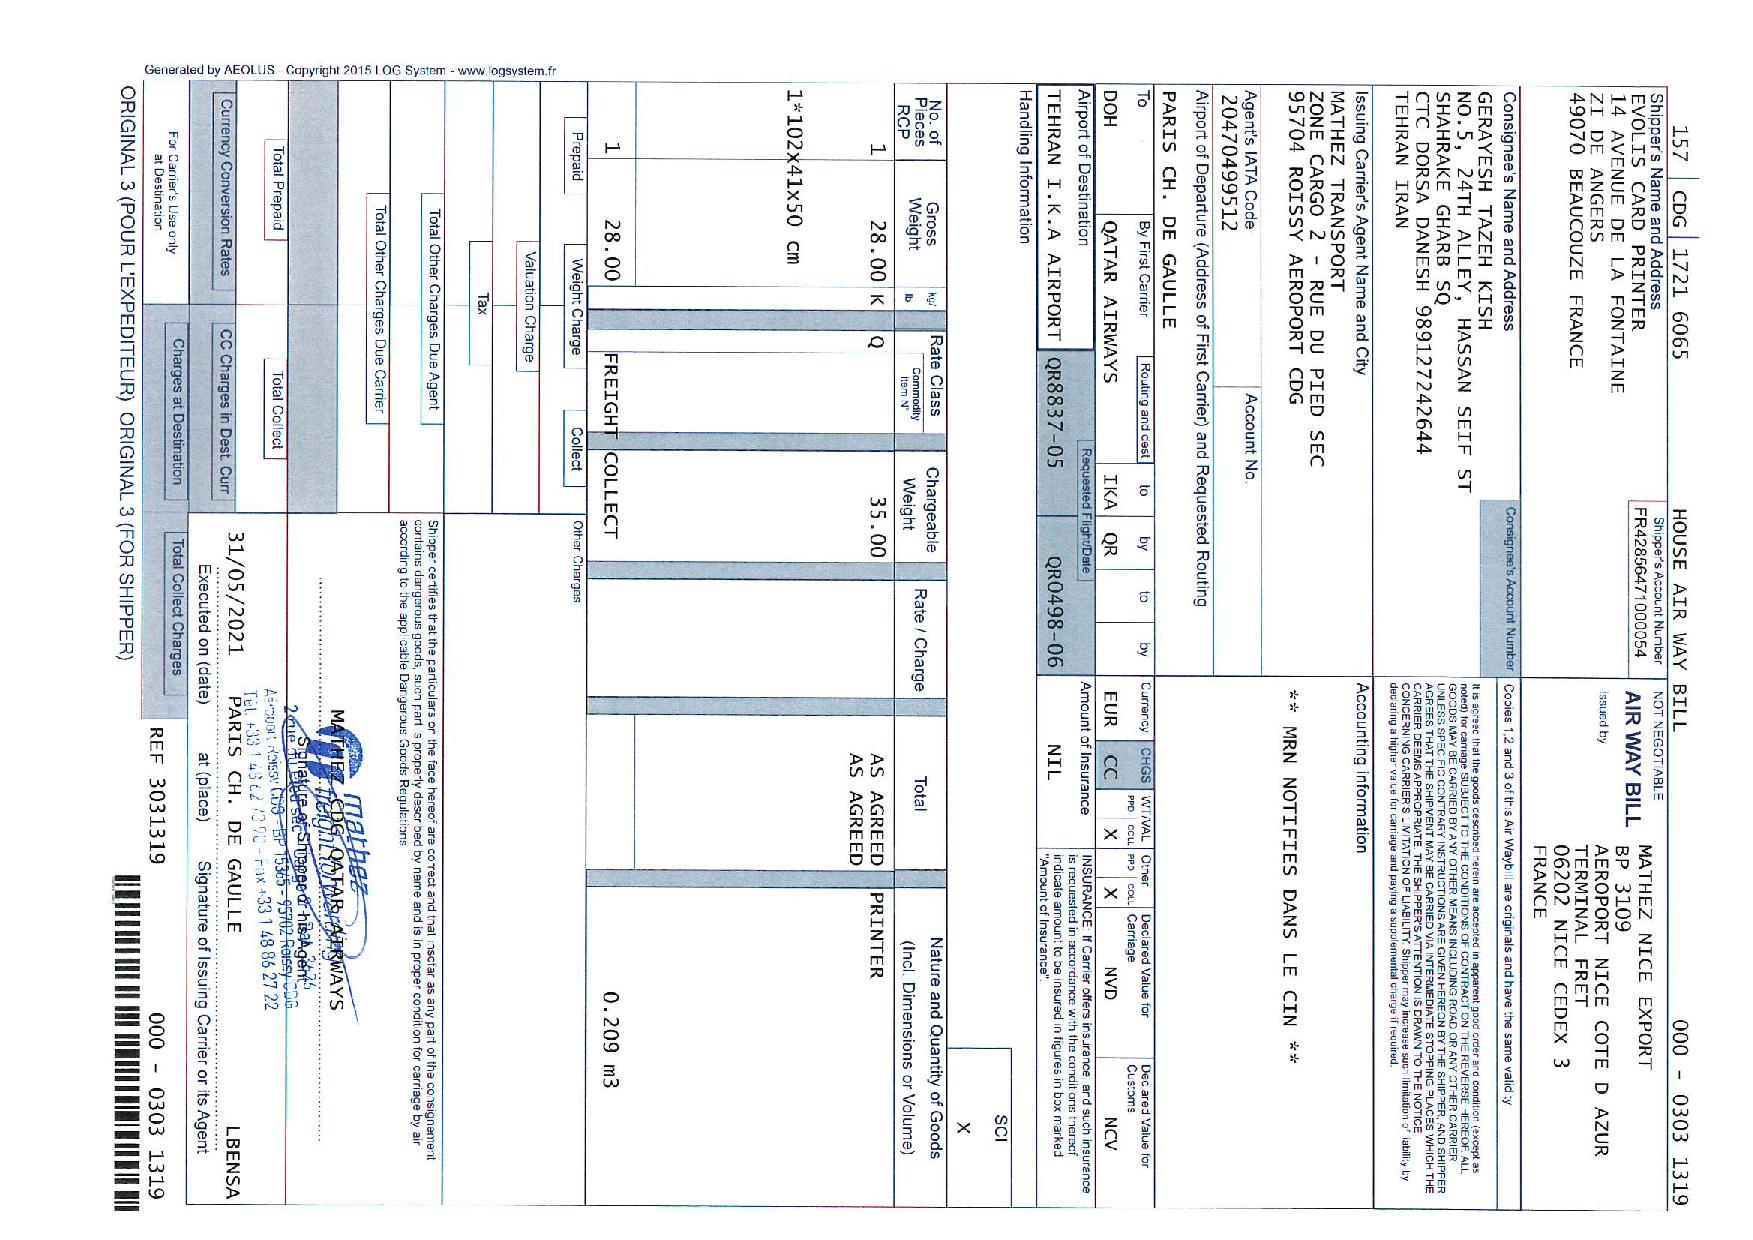 157 CDG 1721 6065 HOUSE AIR WAY BILL 000 - 0303 1319
Shipper's Name and Address
EVOLIS CARD PRINTER
14 AVENUE DE LA FONTAINE
ZI DE ANGERS
49070 BEAUCOUZE FRANCE
Shipper's Account Number
FR42856471000054
NOT NEGOTIABLE
AIR WAY BILL
Issued by
MATHEZ NICE EXPORT
BP 3109
AEROPORT NICE COTE D AZUR
TERMINAL FRET
06202 NICE CEDEX 3
FRANCE
Consignee's Name and Address
Consignee's Account Number
GERAYESH TAZEH KISH
NO.5, 24TH ALLEY, HASSAN SEIF ST
SHAHRAKE GHARB SQ
CTC DORSA DANESH 989127242644
TEHRAN IRAN
Copies 1,2 and 3 of this Air Waybill are originals and have the same validity
It is agreed that the goods described herein are accepted in apparent good order and condition (except as
noted) for carriage SUBJECT TO THE CONDITIONS OF CONTRACT ON THE REVERSE HEREOF. ALL
GOODS MAY BE CARRIED BY ANY OTHER MEANS INCLUDING ROAD OR ANY OTHER CARRIER
UNLESS SPECIFIC CONTRARY INSTRUCTIONS ARE GIVEN HEREON BY THE SHIPPER, AND SHIPPER
AGREES THAT THE SHIPMENT MAY BE CARRIED VIA INTERMEDIATE STOPPING PLACES WHICH THE
CARRIER DEEMS APPROPRIATE. THE SHIPPER'S ATTENTION IS DRAWN TO THE NOTICE
CONCERNING CARRIER'S LIMITATION OF LIABILITY. Shipper may increase such limitation of liability by
declaring a higher value for carriage and paying a supplemental charge if required.
Issuing Carrier's Agent Name and City
MATHEZ TRANSPORT
ZONE CARGO 2 - RUE DU PIED SEC
95704 ROISSY AEROPORT CDG
Accounting information
** MRN NOTIFIES DANS LE CIN **
Agent's IATA Code
20470499512
Account No.
Airport of Departure (Address of First Carrier) and Requested Routing
PARIS CH. DE GAULLE
To By First Carrier Routing and dest to by to by Currency CHGS WT/VAL Other Declared Value for Carriage Declared Value for Customs
PPD COLL PPD COLL
DOH QATAR AIRWAYS IKA QR EUR CC X X NVD NCV
Airport of Destination
TEHRAN I.K.A AIRPORT
Requested Flight/Date
QR8837-05 QR0498-06
Amount of Insurance
NIL
INSURANCE: If Carrier offers insurance, and such insurance
is requested in accordance with the conditions thereof
indicate amount to be insured in figures in box marked
"Amount of Insurance".
Handling Information
SCI
X
No. of Pieces RCP
Gross Weight
kg/ lb
Rate Class
Commodity Item N°
Chargeable Weight
Rate / Charge
Total
Nature and Quantity of Goods
(Incl. Dimensions or Volume)
1 28.00 K Q 35.00 AS AGREED PRINTER
AS AGREED
1*102x41x50 cm
1 28.00 FREIGHT COLLECT 0.209 m3
Prepaid Weight Charge Collect
Other Charges
Valuation Charge
Tax
Total Other Charges Due Agent
Total Other Charges Due Carrier
Shipper certifies that the particulars on the face hereof are correct and that insofar as any part of the consignement
contains dangerous goods, such part is properly described by name and is in proper condition for carriage by air
according to the applicable Dangerous Goods Regulations.
mathez
freight forwarding
MATHEZ CDG QATAR AIRWAYS
Signature of Shipper or his Agent
BP 15365 - 95702 Roissy CDG
Fax +33 1 48 86 27 22
Total Prepaid Total Collect
Currency Conversion Rates CC Charges in Dest. Curr
31/05/2021 PARIS CH. DE GAULLE LBENSA
Executed on (date) at (place) Signature of Issuing Carrier or its Agent
For Carrier's Use only
at Destination
Charges at Destination
Total Collect Charges
REF 3031319 000 - 0303 1319
ORIGINAL 3 (POUR L'EXPEDITEUR) ORIGINAL 3 (FOR SHIPPER)
Generated by AEOLUS Copyright 2015 LOG System - www.logsystem.fr